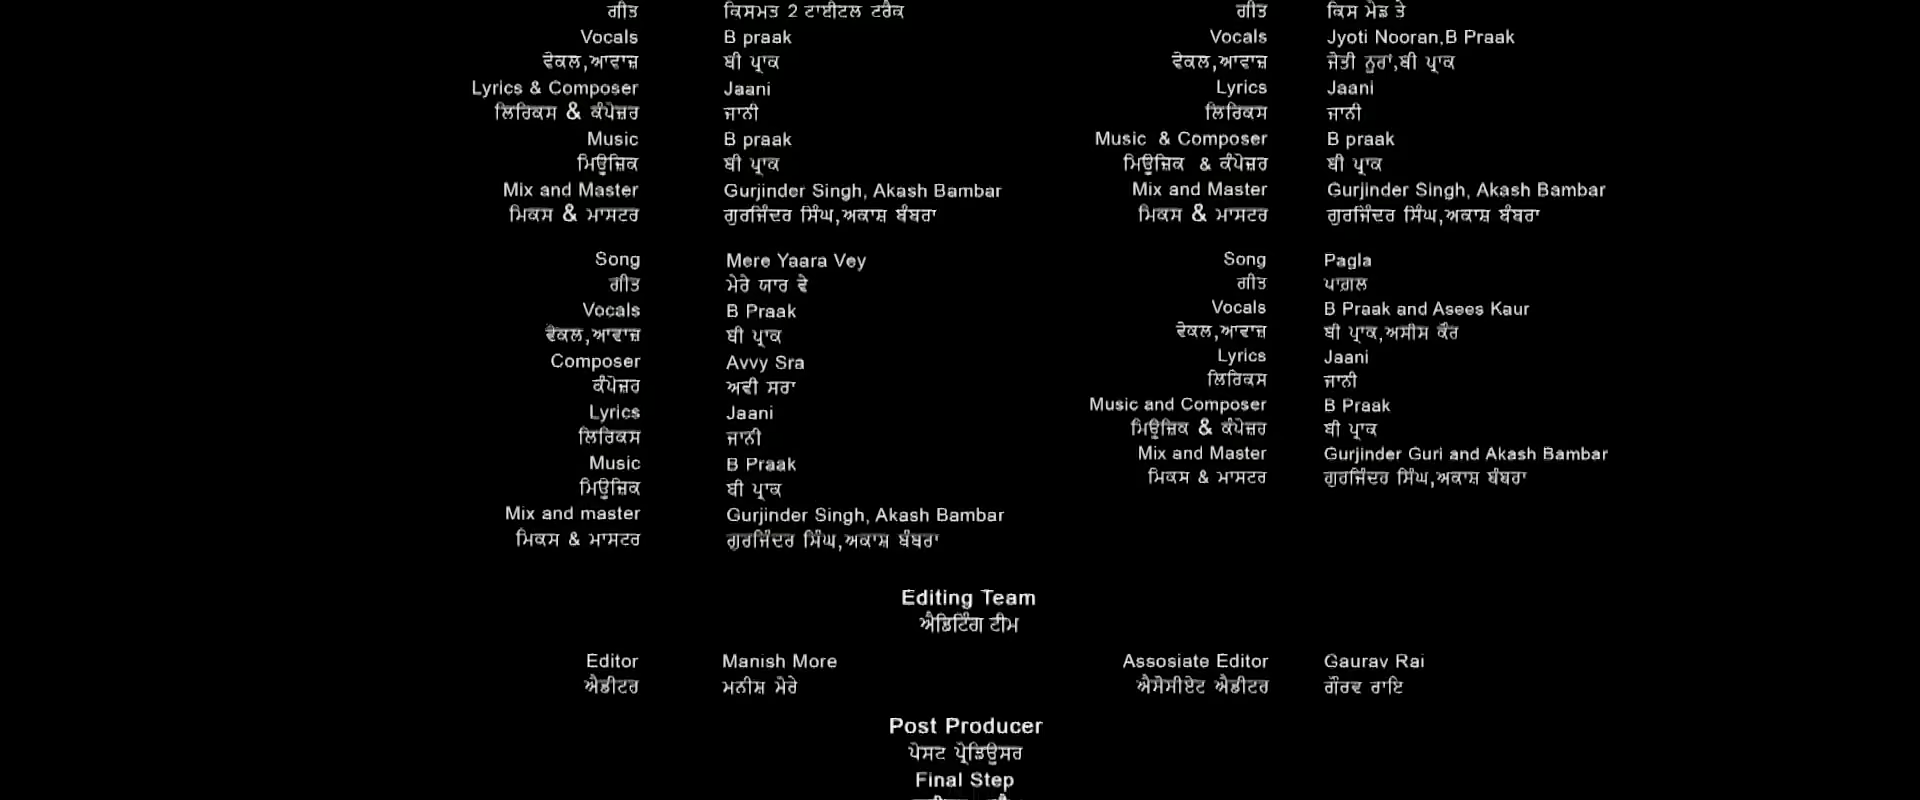 ਗੀਤ ਕਿਸਮਤ 2 ਟਾਈਟਲ ਟਰੈਕ
Vocals B praak
ਵੋਕਲ,ਆਵਾਜ਼ ਬੀ ਪ੍ਰਾਕ
Lyrics & Composer Jaani
ਲਿਰਿਕਸ & ਕੰਪੋਜ਼ਰ ਜਾਨੀ
Music B praak
ਮਿਊਜ਼ਿਕ ਬੀ ਪ੍ਰਾਕ
Mix and Master Gurjinder Singh, Akash Bambar
ਮਿਕਸ & ਮਾਸਟਰ ਗੁਰਜਿੰਦਰ ਸਿੰਘ,ਅਕਾਸ਼ ਬੰਬਰਾ
ਗੀਤ ਕਿਸ ਮੋਡ ਤੇ
Vocals Jyoti Nooran,B Praak
ਵੋਕਲ,ਆਵਾਜ਼ ਜੋਤੀ ਨੂਰਾਂ,ਬੀ ਪ੍ਰਾਕ
Lyrics Jaani
ਲਿਰਿਕਸ ਜਾਨੀ
Music & Composer B praak
ਮਿਊਜ਼ਿਕ & ਕੰਪੋਜ਼ਰ ਬੀ ਪ੍ਰਾਕ
Mix and Master Gurjinder Singh, Akash Bambar
ਮਿਕਸ & ਮਾਸਟਰ ਗੁਰਜਿੰਦਰ ਸਿੰਘ,ਅਕਾਸ਼ ਬੰਬਰਾ
Song Mere Yaara Vey
ਗੀਤ ਮੇਰੇ ਯਾਰ ਵੇ
Vocals B Praak
ਵੋਕਲ,ਆਵਾਜ਼ ਬੀ ਪ੍ਰਾਕ
Composer Avvy Sra
ਕੰਪੋਜ਼ਰ ਅਵੀ ਸਰਾ
Lyrics Jaani
ਲਿਰਿਕਸ ਜਾਨੀ
Music B Praak
ਮਿਊਜ਼ਿਕ ਬੀ ਪ੍ਰਾਕ
Mix and master Gurjinder Singh, Akash Bambar
ਮਿਕਸ & ਮਾਸਟਰ ਗੁਰਜਿੰਦਰ ਸਿੰਘ,ਅਕਾਸ਼ ਬੰਬਰਾ
Song Pagla
ਗੀਤ ਪਾਗ਼ਲ
Vocals B Praak and Asees Kaur
ਵੋਕਲ,ਆਵਾਜ਼ ਬੀ ਪ੍ਰਾਕ,ਅਸੀਸ ਕੌਰ
Lyrics Jaani
ਲਿਰਿਕਸ ਜਾਨੀ
Music and Composer B Praak
ਮਿਊਜ਼ਿਕ & ਕੰਪੋਜ਼ਰ ਬੀ ਪ੍ਰਾਕ
Mix and Master Gurjinder Guri and Akash Bambar
ਮਿਕਸ & ਮਾਸਟਰ ਗੁਰਜਿੰਦਰ ਸਿੰਘ,ਅਕਾਸ਼ ਬੰਬਰਾ
Editing Team
ਐਡਿਟਿੰਗ ਟੀਮ
Editor Manish More
ਐਡੀਟਰ ਮਨੀਸ਼ ਮੋਰੇ
Assosiate Editor Gaurav Rai
ਐਸੋਸੀਏਟ ਐਡੀਟਰ ਗੌਰਵ ਰਾਇ
Post Producer
ਪੋਸਟ ਪ੍ਰੋਡਿਊਸਰ
Final Step